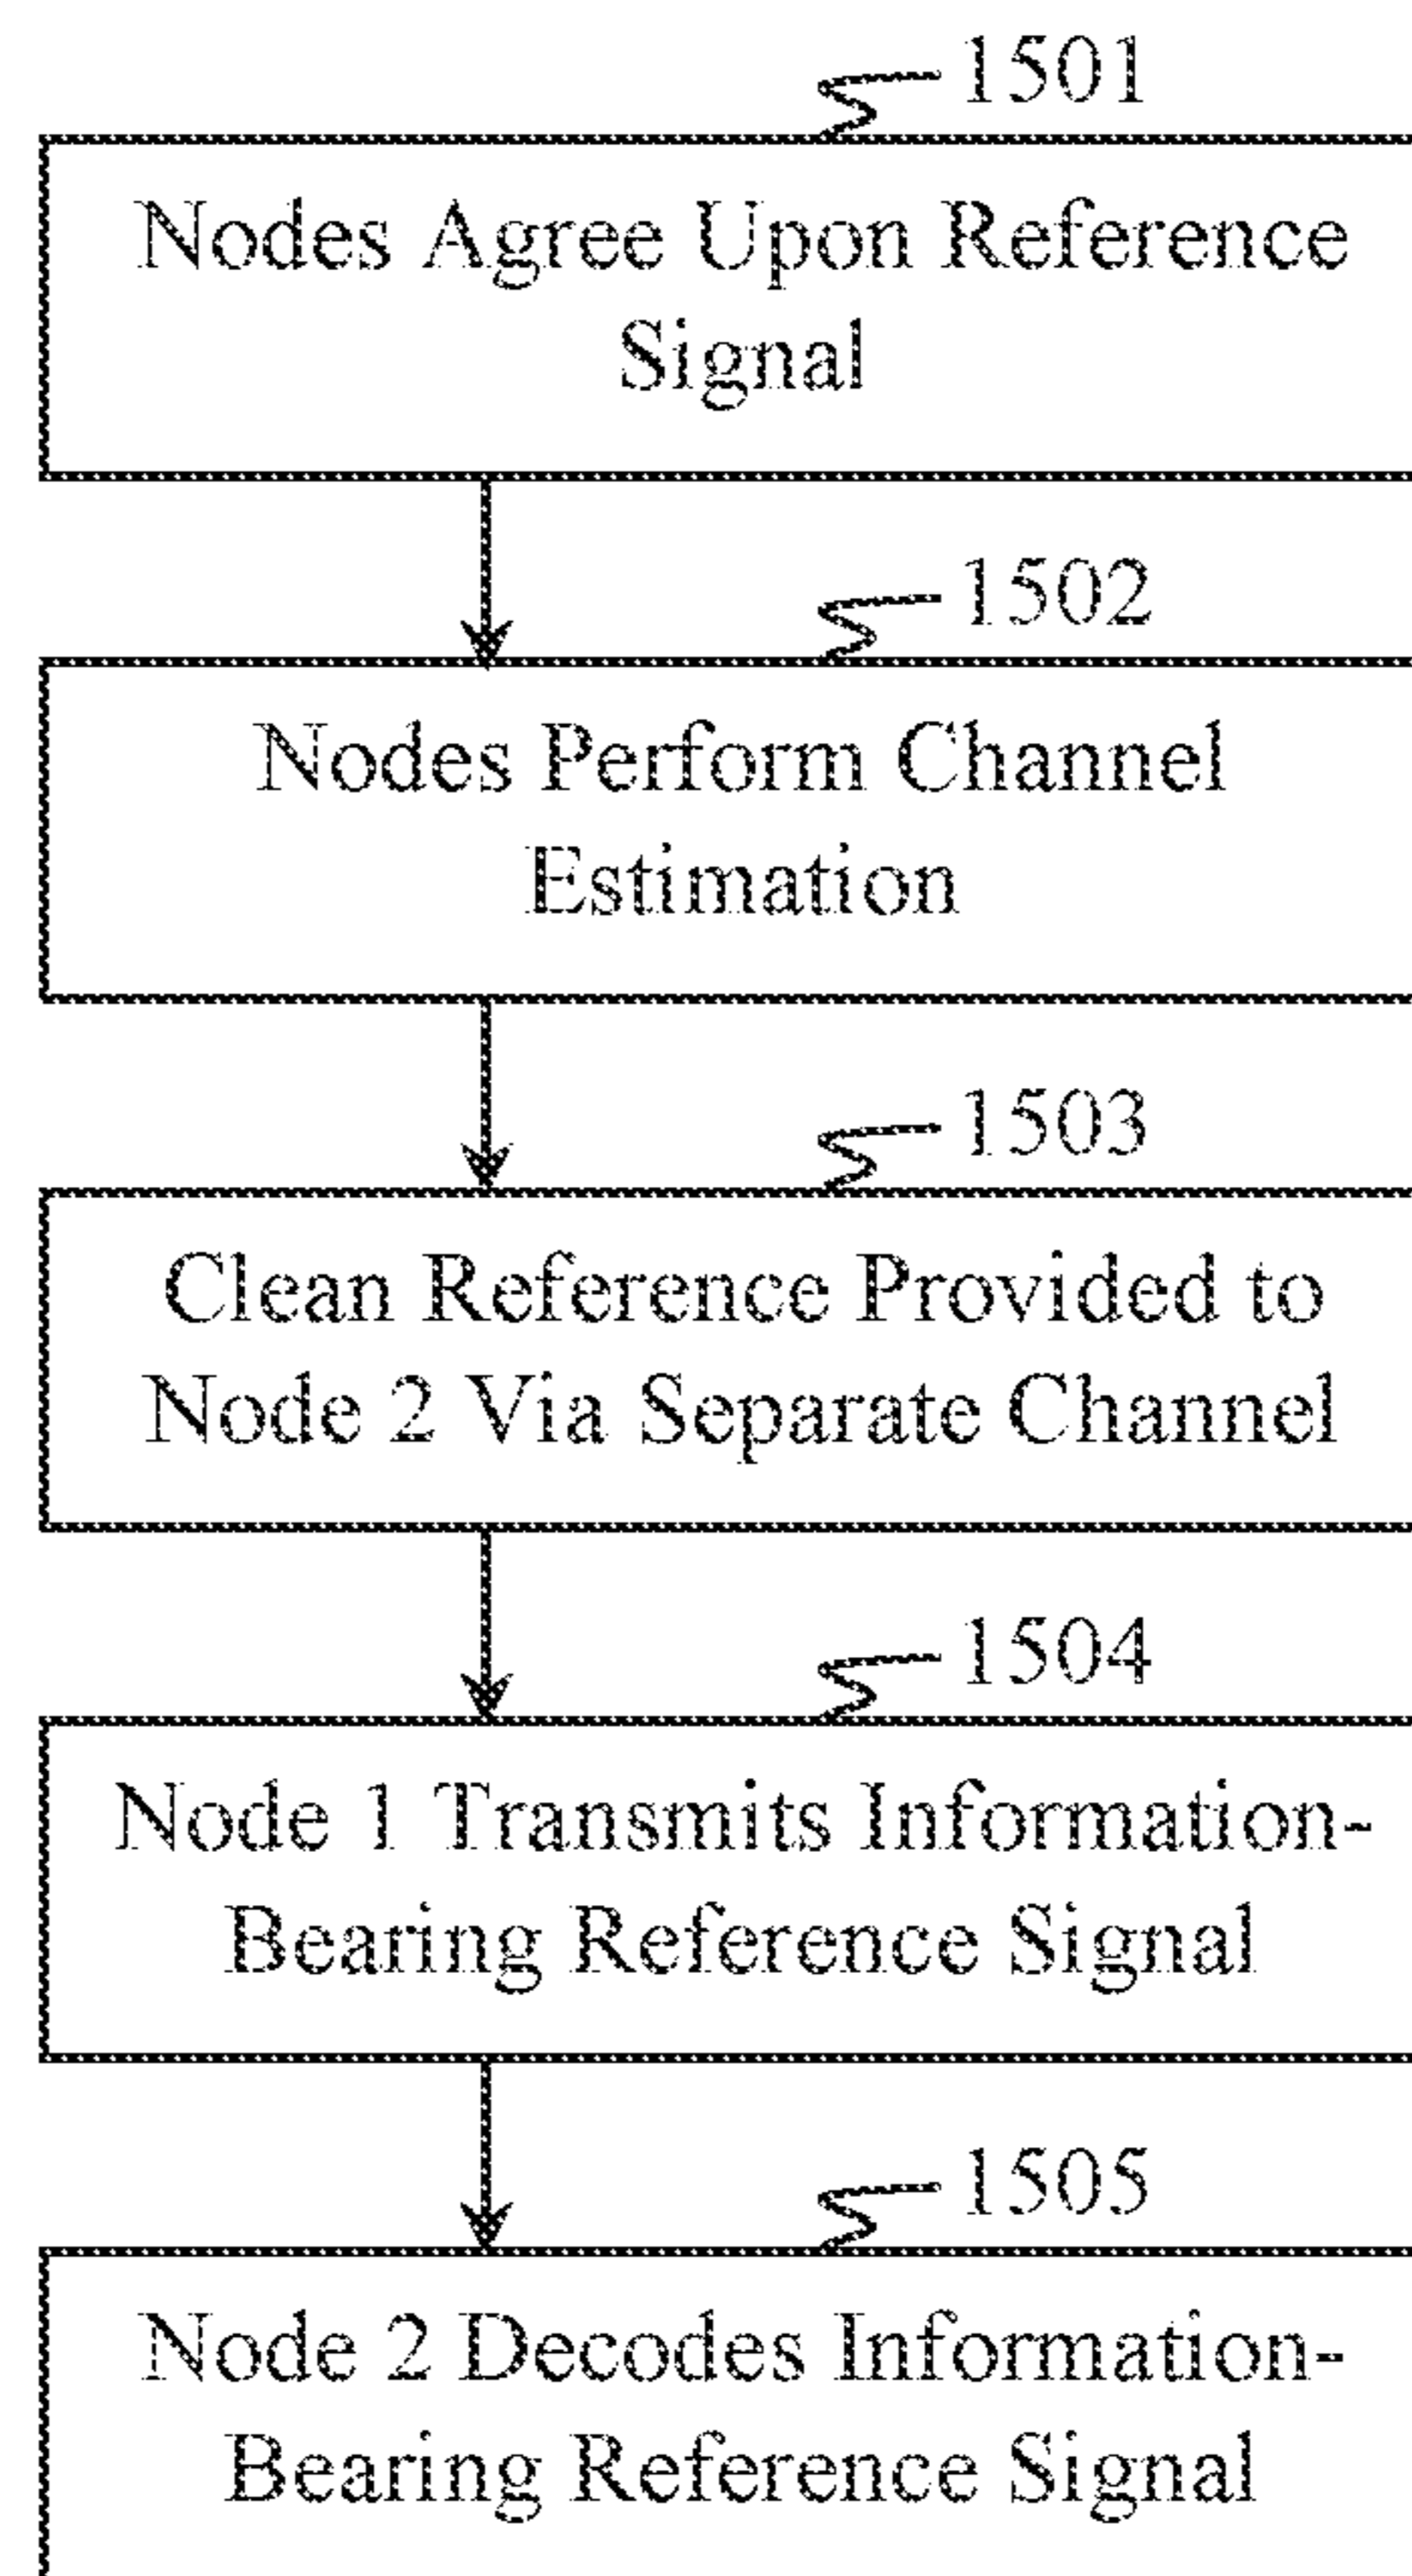 1501
Nodes Agree Upon Reference
Signal
1502
Nodes Perform Channel
Estimation
1503
Clean Reference Provided to
Node 2 Via Separate Channel
1504
Node 1 Transmits Information-
Bearing Reference Signal
1505
Node 2 Decodes Information-
Bearing Reference Signal